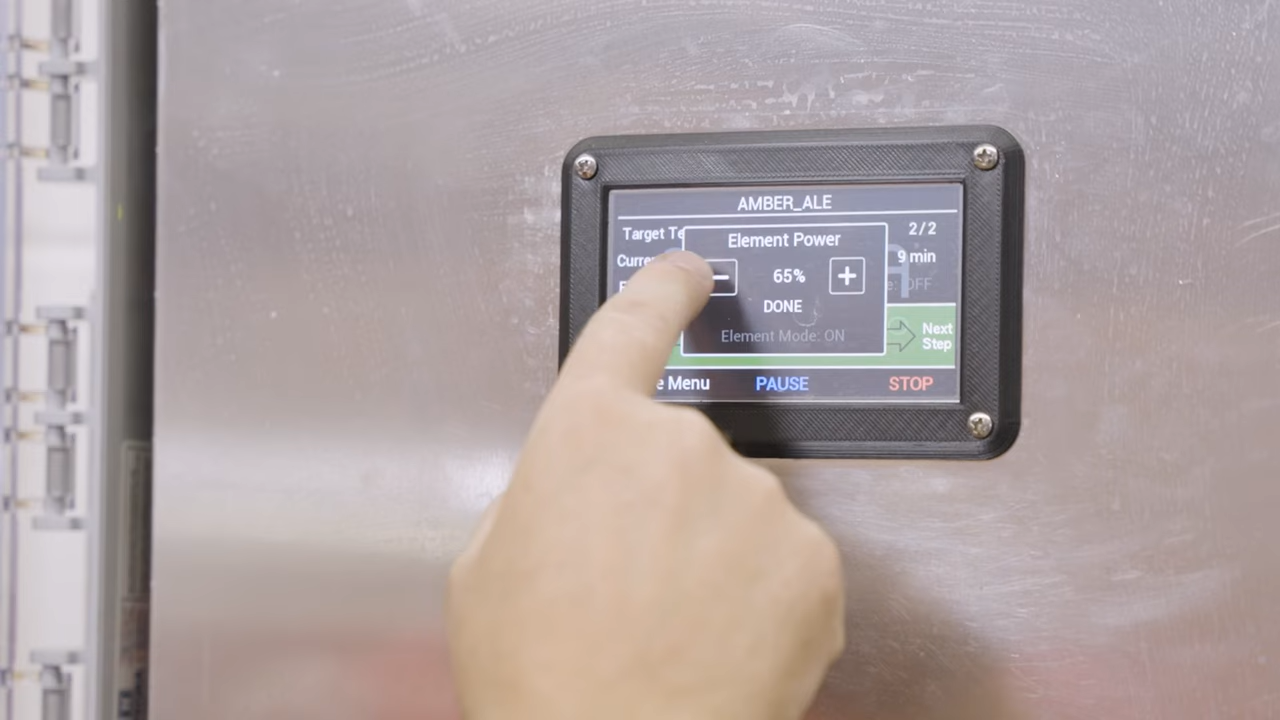 AMBER_ALE
Target Te
2/2
Element Power
Curre
9 min
65%
OFF
DONE
Element Mode: ON
Next
Step
e Menu
PAUSE
STOP